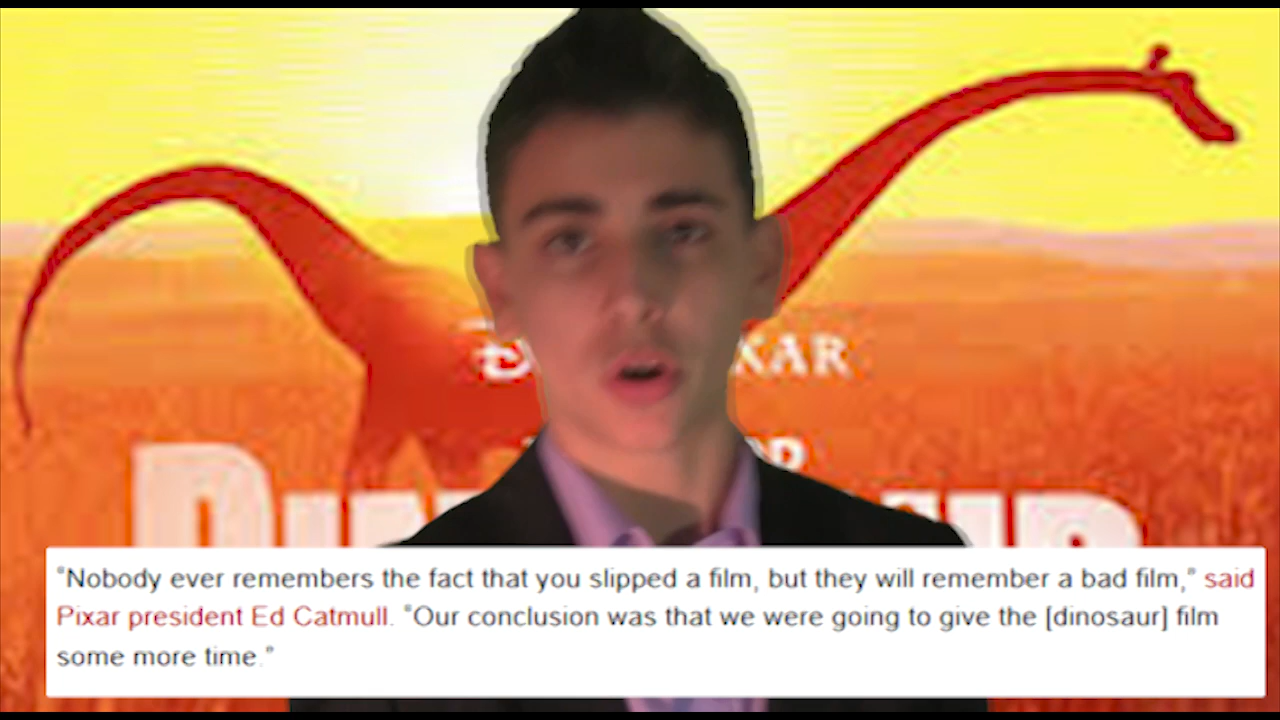 XAR
"Nobody ever remembers the fact that you slipped a film, but they will remember a bad film," said
Pixar president Ed Catmull. "Our conclusion was that we were going to give the [dinosaur] film
some more time."